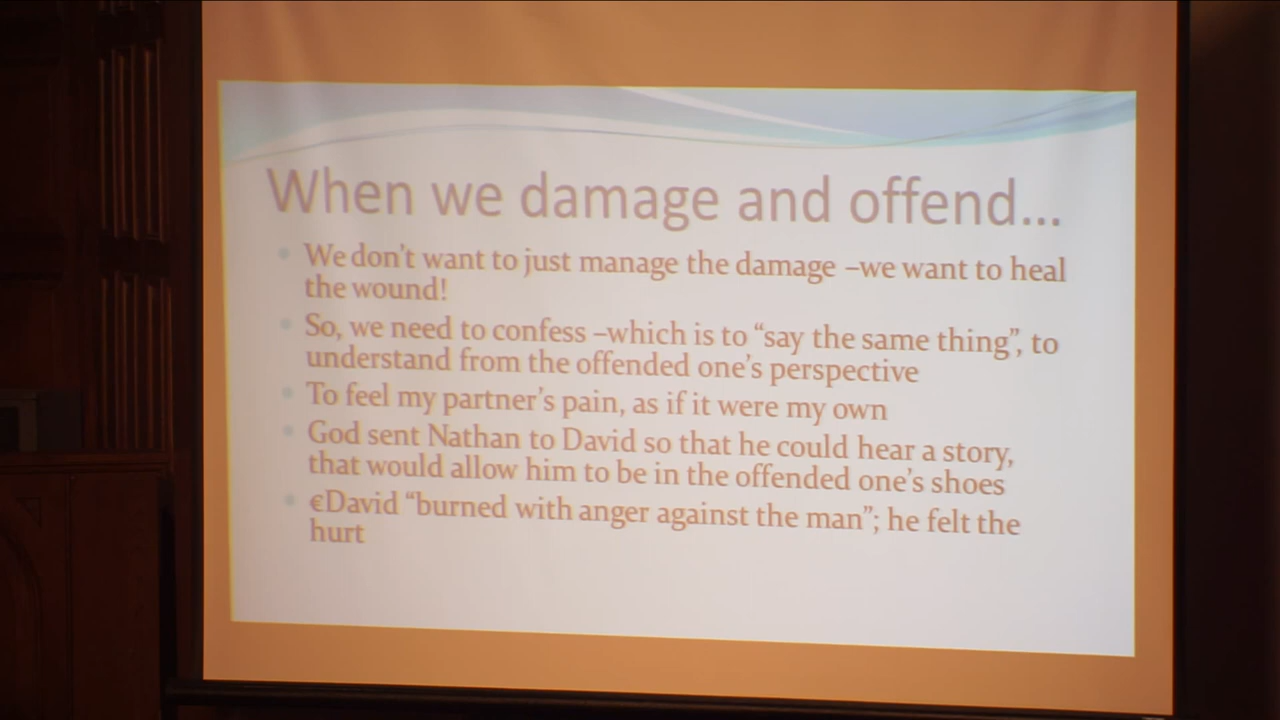 When we damage and offend...
We don't want to just manage the damage –we want to heal
the wound!
So, we need to confess –which is to “say the same thing”, to
understand from the offended one's perspective
To feel my partner's pain, as if it were my own
God sent Nathan to David so that he could hear a story,
that would allow him to be in the offended one's shoes
€David “burned with anger against the man”; he felt the
hurt